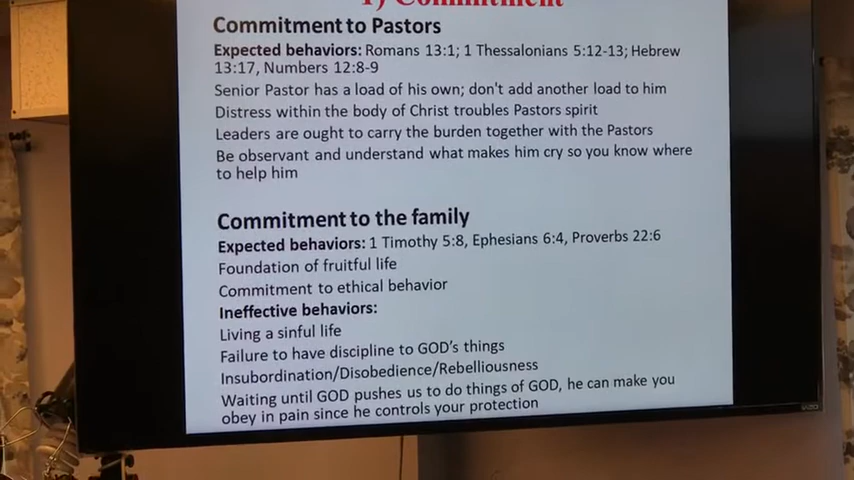 1) Commitment
Commitment to Pastors
Expected behaviors: Romans 13:1; 1 Thessalonians 5:12-13; Hebrew
13:17, Numbers 12:8-9
Senior Pastor has a load of his own; don't add another load to him
Distress within the body of Christ troubles Pastors spirit
Leaders are ought to carry the burden together with the Pastors
Be observant and understand what makes him cry so you know where
to help him
Commitment to the family
Expected behaviors: 1 Timothy 5:8, Ephesians 6:4, Proverbs 22:6
Foundation of fruitful life
Commitment to ethical behavior
Ineffective behaviors:
Living a sinful life
Failure to have discipline to GOD's things
Insubordination/Disobedience/Rebelliousness
Waiting until GOD pushes us to do things of GOD, he can make you
obey in pain since he controls your protection
VIZIO